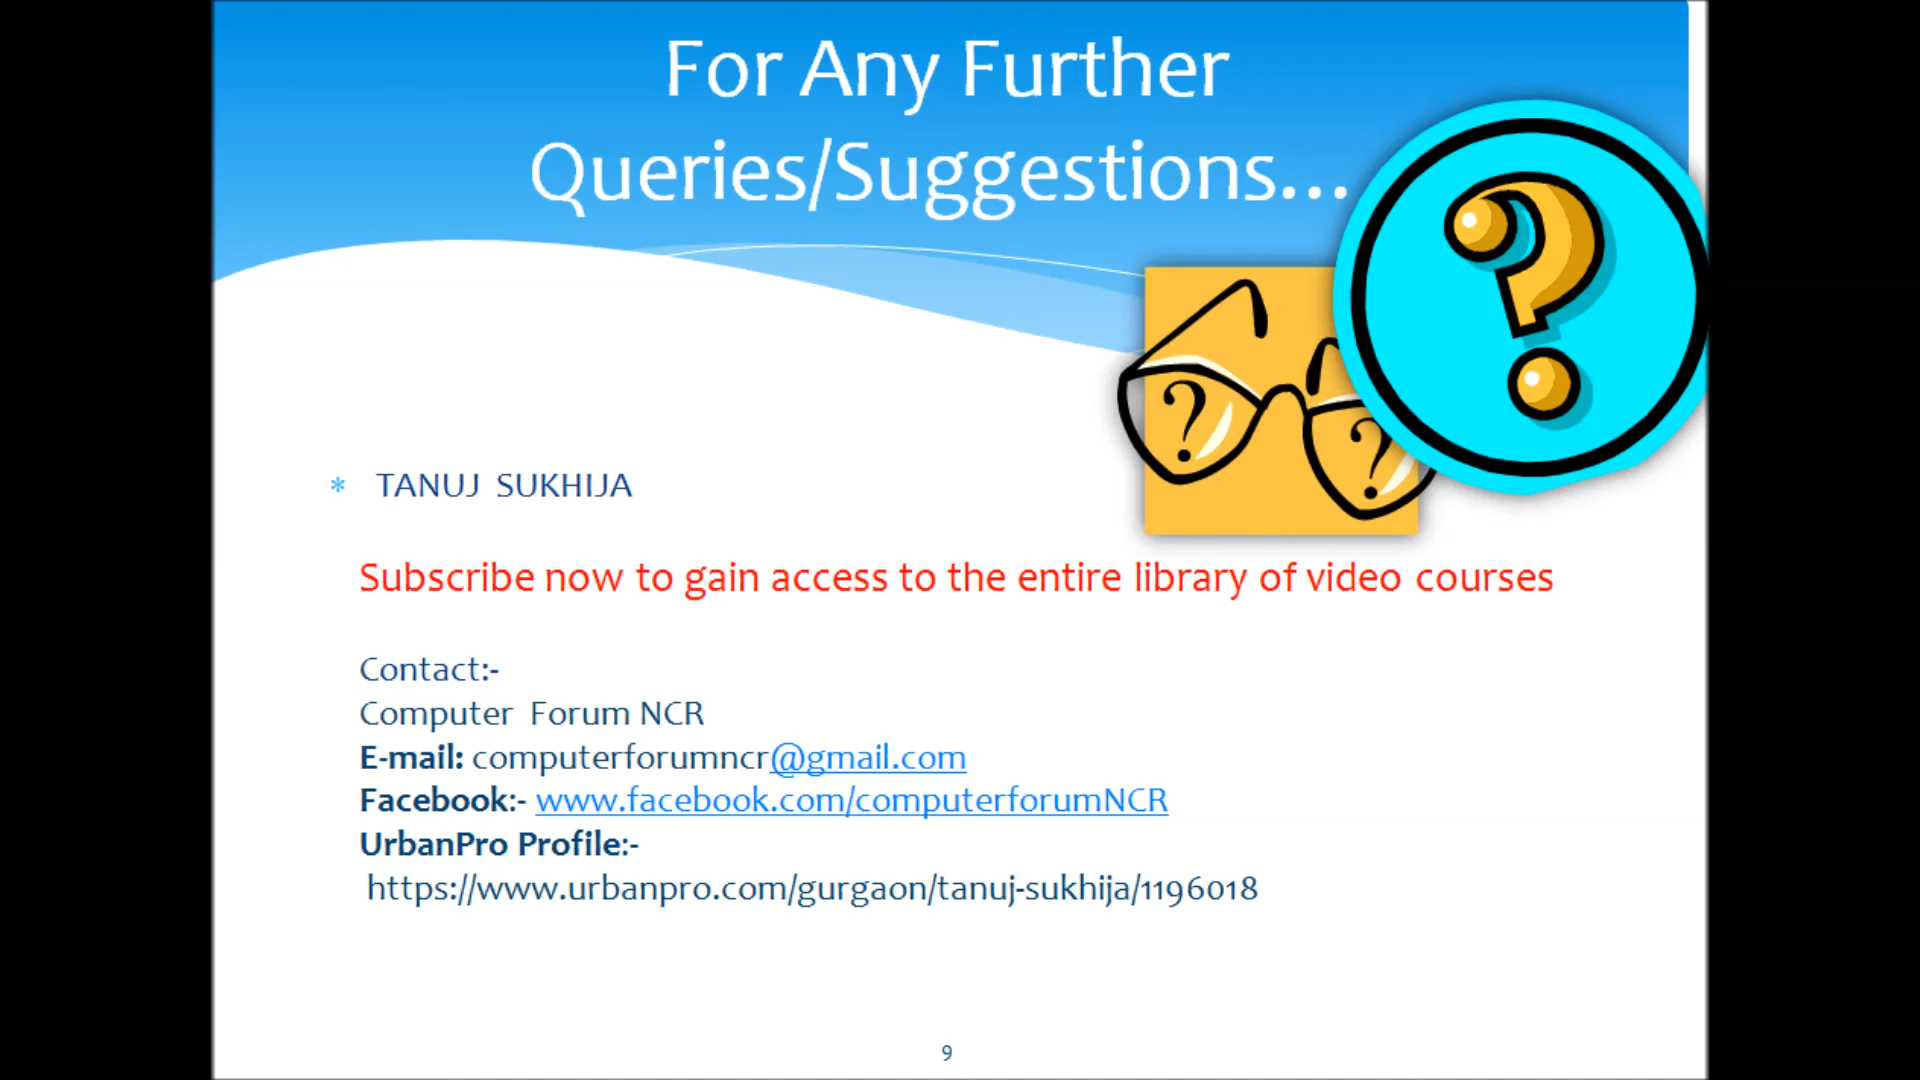 For Any Further
Queries/Suggestions...
? ?
?
* TANUJ SUKHIJA
Subscribe now to gain access to the entire library of video courses
Contact:-
Computer Forum NCR
E-mail: computerforumncr@gmail.com
Facebook:- www.facebook.com/computerforumNCR
UrbanPro Profile:-
https://www.urbanpro.com/gurgaon/tanuj-sukhija/1196018
9